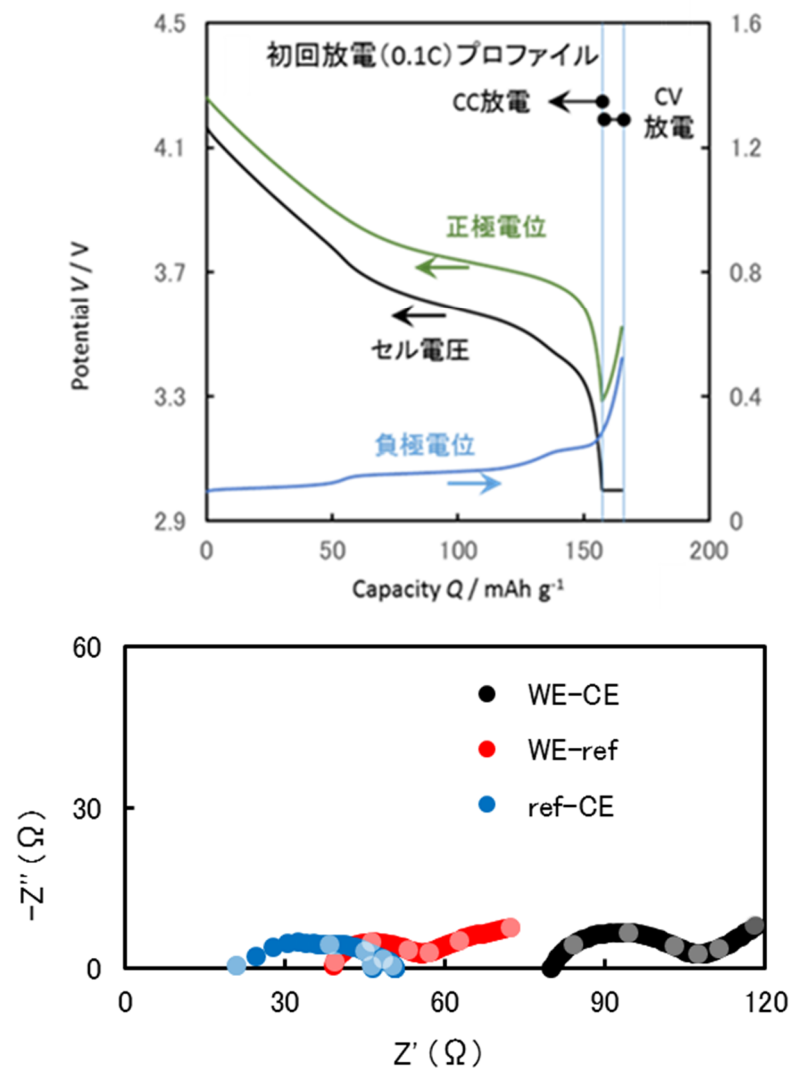 4.5
1.6
初回放電(0.1C)プロファイル
CC放電
CV
放電
4.1
1.2
正極電位
3.7
0.8
Potential V / V
セル電圧
3.3
0.4
負極電位
2.9
0
0
50
100
150
200
Capacity Q / mAh g-1
60
WE-CE
WE-ref
ref-CE
30
-Z''(Ω)
0
0
30
60
90
120
Z'(Ω)